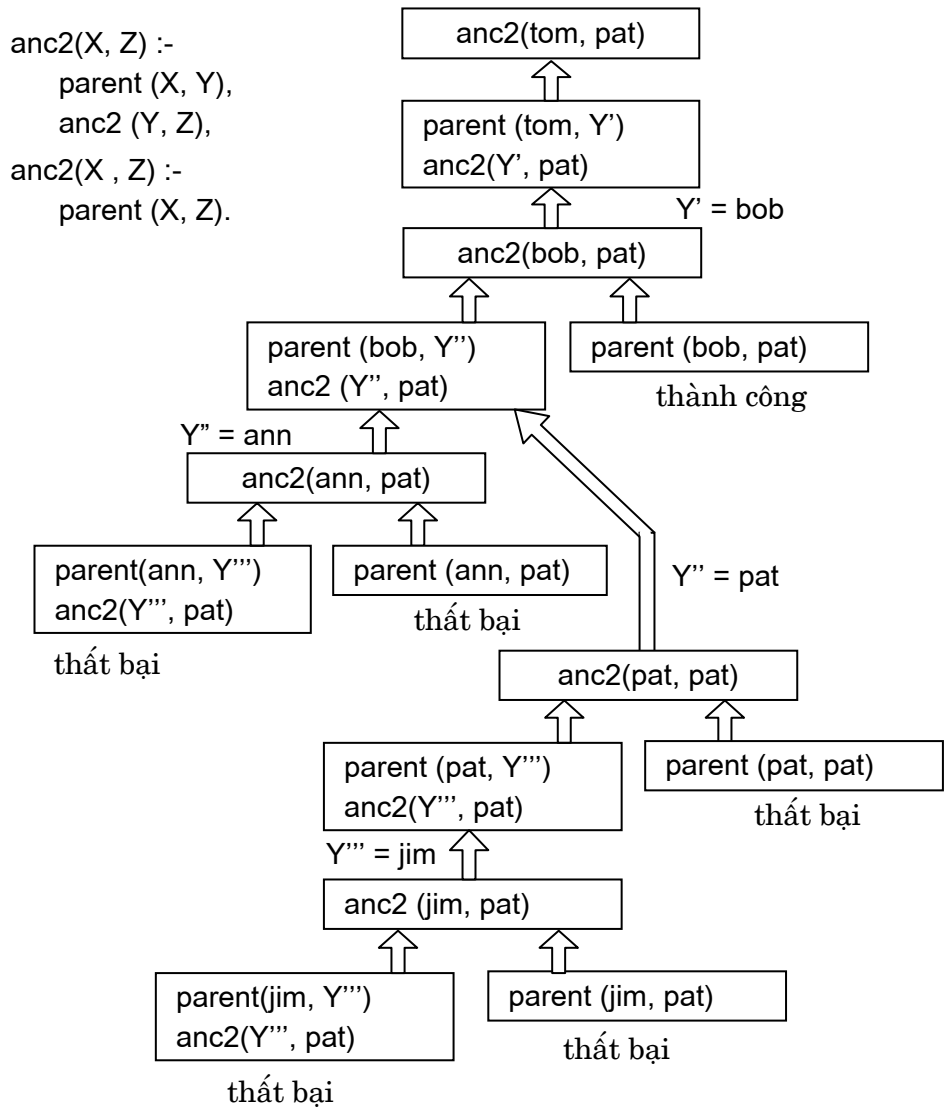 anc2(X, Z) :-
parent (X, Y),
anc2 (Y, Z),
anc2(X , Z) :-
parent (X, Z).
anc2(tom, pat)
parent (tom, Y’)
anc2(Y’, pat)
Y’ = bob
anc2(bob, pat)
parent (bob, Y’’)
anc2 (Y’’, pat)
parent (bob, pat)
thành công
Y” = ann
anc2(ann, pat)
parent(ann, Y’’’)
anc2(Y’’’, pat)
thất bại
parent (ann, pat)
thất bại
Y’’ = pat
anc2(pat, pat)
parent (pat, Y’’’)
anc2(Y’’’, pat)
parent (pat, pat)
thất bại
Y’’’ = jim
anc2 (jim, pat)
parent(jim, Y’’’)
anc2(Y’’’, pat)
thất bại
parent (jim, pat)
thất bại